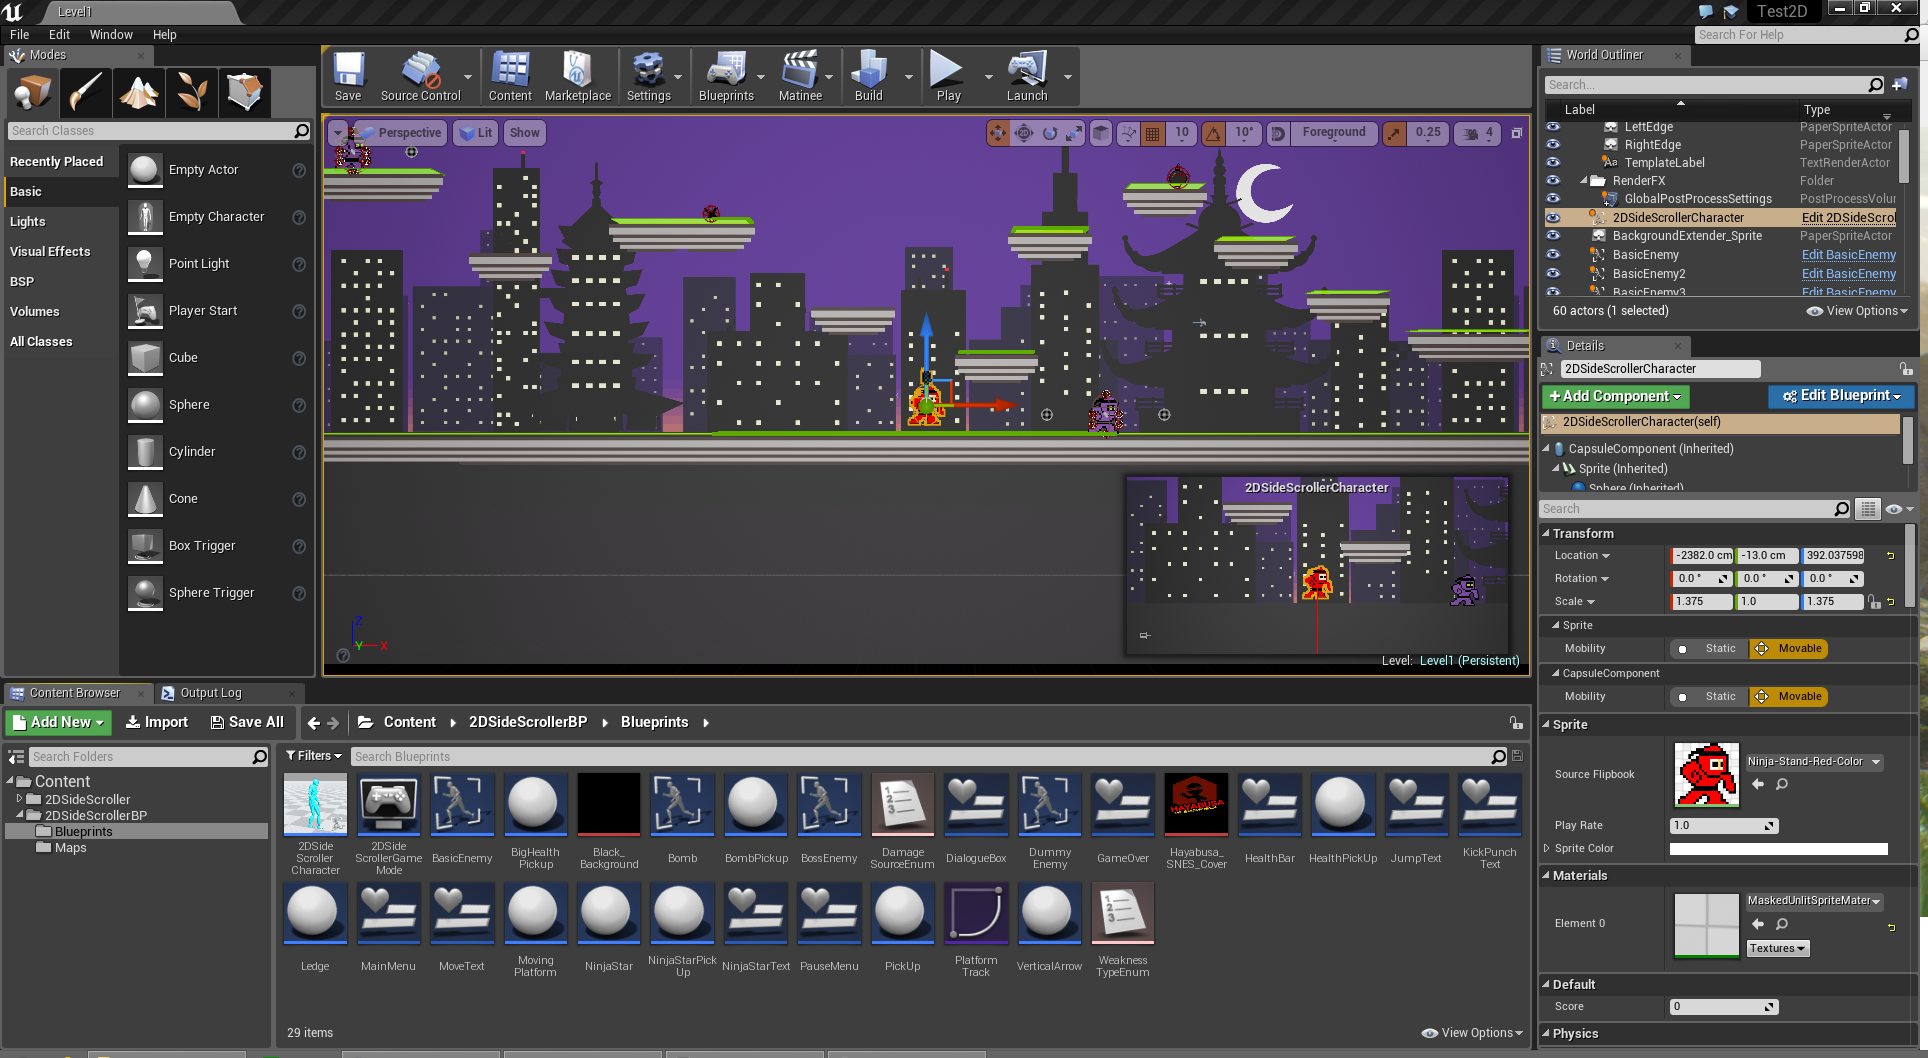 Level1
Test2D
File Edit Window Help
Search For Help
Modes
Search Classes
Recently Placed
Basic
Lights
Visual Effects
BSP
Volumes
All Classes
Empty Actor
Empty Character
Point Light
Player Start
Cube
Sphere
Cylinder
Cone
Box Trigger
Sphere Trigger
Save
Source Control
Content
Marketplace
Settings
Blueprints
Matinee
Build
Play
Launch
Perspective
Lit
Show
10
10°
Foreground
0.25
4
2DSideScrollerCharacter
Z
Y
X
Level: Level1 (Persistent)
World Outliner
Search...
Label
Type
LeftEdge PaperSpriteActor
RightEdge PaperSpriteActor
Aa TemplateLabel TextRenderActor
RenderFX Folder
GlobalPostProcessSettings PostProcessVolur
2DSideScrollerCharacter Edit 2DSideScrol
BackgroundExtender_Sprite PaperSpriteActor
BasicEnemy Edit BasicEnemy
BasicEnemy2 Edit BasicEnemy
BasicEnemy3 Edit BasicEnemy
60 actors (1 selected)
View Options
Details
2DSideScrollerCharacter
Add Component
Edit Blueprint
2DSideScrollerCharacter(self)
CapsuleComponent (Inherited)
Sprite (Inherited)
Sphere (Inherited)
Search
Transform
Location -2382.0 cm -13.0 cm 392.037598
Rotation 0.0 ° 0.0 ° 0.0 °
Scale 1.375 1.0 1.375
Sprite
Mobility Static Movable
CapsuleComponent
Mobility Static Movable
Sprite
Source Flipbook Ninja-Stand-Red-Color
Play Rate 1.0
Sprite Color
Materials
Element 0 MaskedUnlitSpriteMater
Textures
Default
Score 0
Physics
Content Browser
Output Log
Add New
Import
Save All
Content
2DSideScrollerBP
Blueprints
Search Folders
Content
2DSideScroller
2DSideScrollerBP
Blueprints
Maps
Filters
Search Blueprints
2DSide Scroller Character
2DSide ScrollerGame Mode
BasicEnemy
BigHealth Pickup
Black_ Background
Bomb
BombPickup
BossEnemy
Damage SourceEnum
DialogueBox
Dummy Enemy
GameOver
HAYABUSA
Hayabusa_ SNES_Cover
HealthBar
HealthPickUp
JumpText
KickPunch Text
Ledge
MainMenu
MoveText
Moving Platform
NinjaStar
NinjaStarPick Up
NinjaStarText
PauseMenu
PickUp
Platform Track
VerticalArrow
Weakness TypeEnum
29 items
View Options